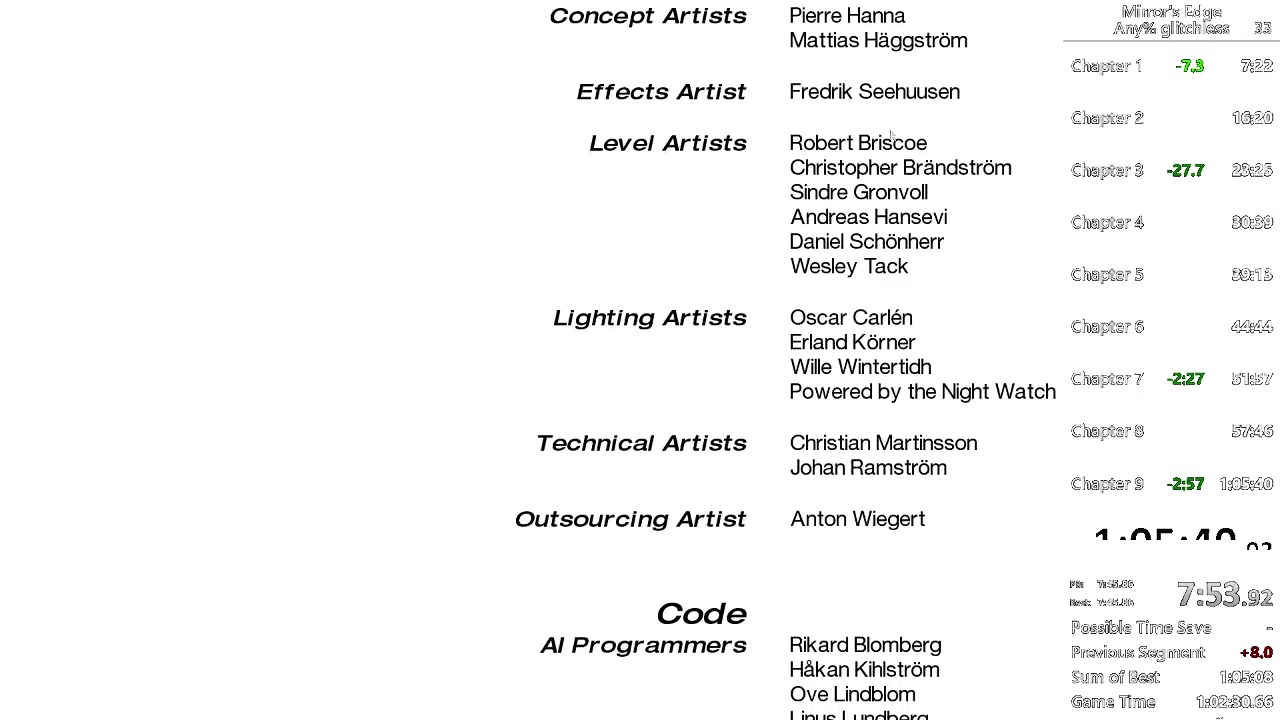 Concept Artists Pierre Hanna
Mattias Häggström
Effects Artist Fredrik Seehuusen
Level Artists Robert Briscoe
Christopher Brändström
Sindre Gronvoll
Andreas Hansevi
Daniel Schönherr
Wesley Tack
Lighting Artists Oscar Carlén
Erland Körner
Wille Wintertidh
Powered by the Night Watch
Technical Artists Christian Martinsson
Johan Ramström
Outsourcing Artist Anton Wiegert
Code
AI Programmers Rikard Blomberg
Håkan Kihlström
Ove Lindblom
Linus Lundberg
Mirror's Edge
Any% glitchless 33
Chapter 1 -7.3 7:22
Chapter 2 16:20
Chapter 3 -27.7 23:25
Chapter 4 30:39
Chapter 5 39:15
Chapter 6 44:44
Chapter 7 -2:27 51:57
Chapter 8 57:46
Chapter 9 -2:57 1:05:40
1:05:40
7:53.92
Possible Time Save -
Previous Segment +8.0
Sum of Best 1:05:08
Game Time 1:02:30.66